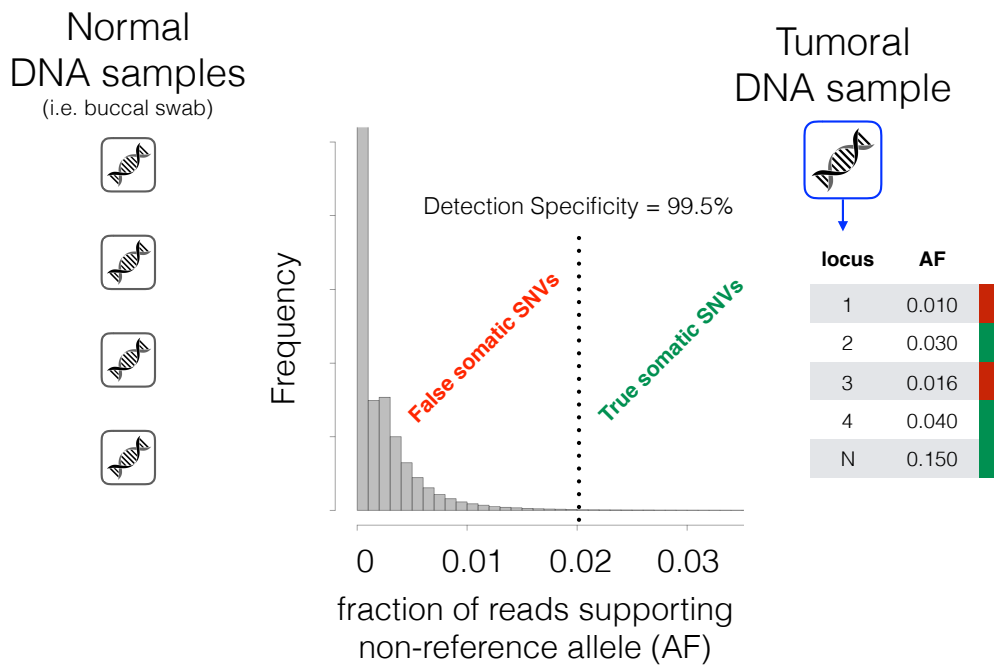 Normal
DNA samples
(i.e. buccal swab)
Tumoral
DNA sample
Detection Specificity = 99.5%
Frequency
False somatic SNVs
True somatic SNVs
0 0.01 0.02 0.03
fraction of reads supporting
non-reference allele (AF)
locus AF
1 0.010
2 0.030
3 0.016
4 0.040
N 0.150